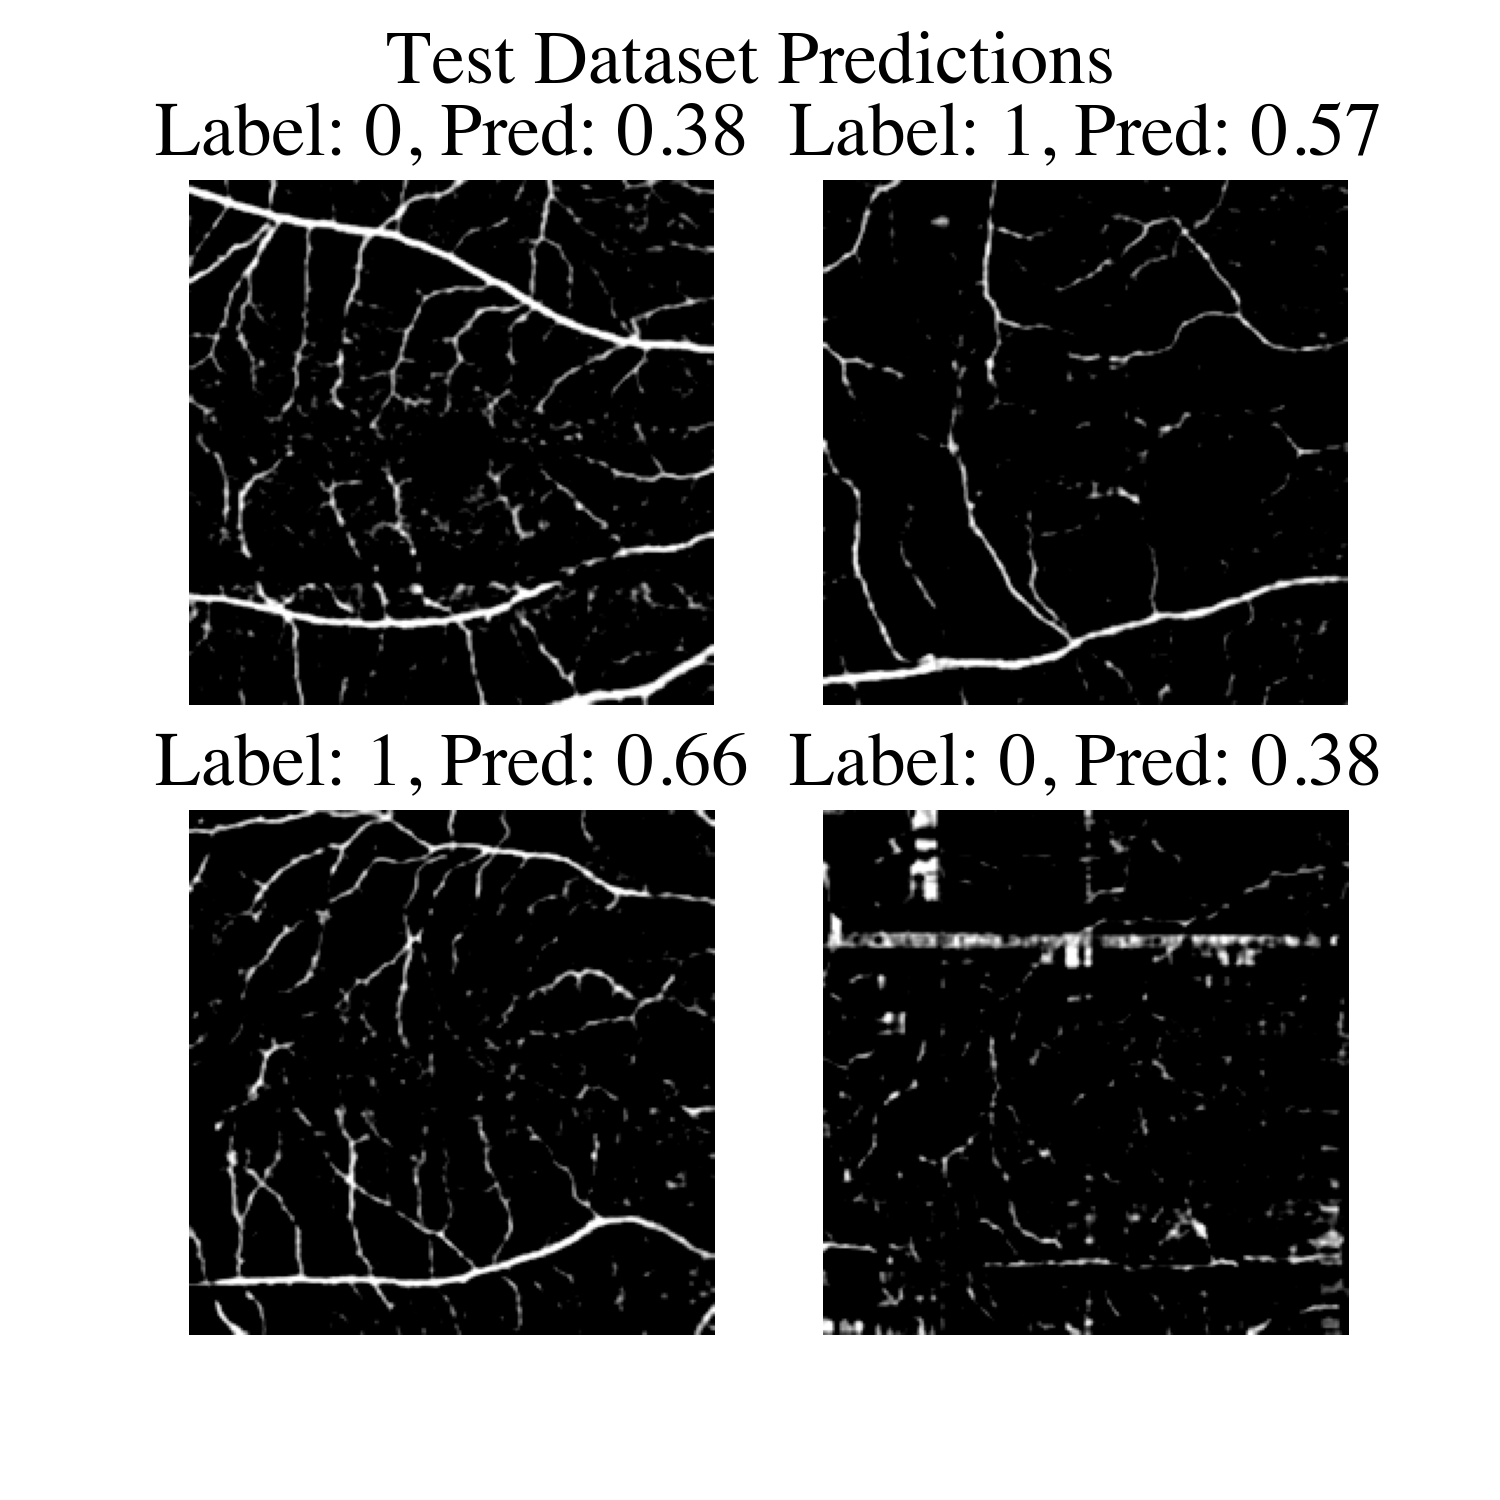 Test Dataset Predictions
Label: 0, Pred: 0.38
Label: 1, Pred: 0.57
Label: 1, Pred: 0.66
Label: 0, Pred: 0.38